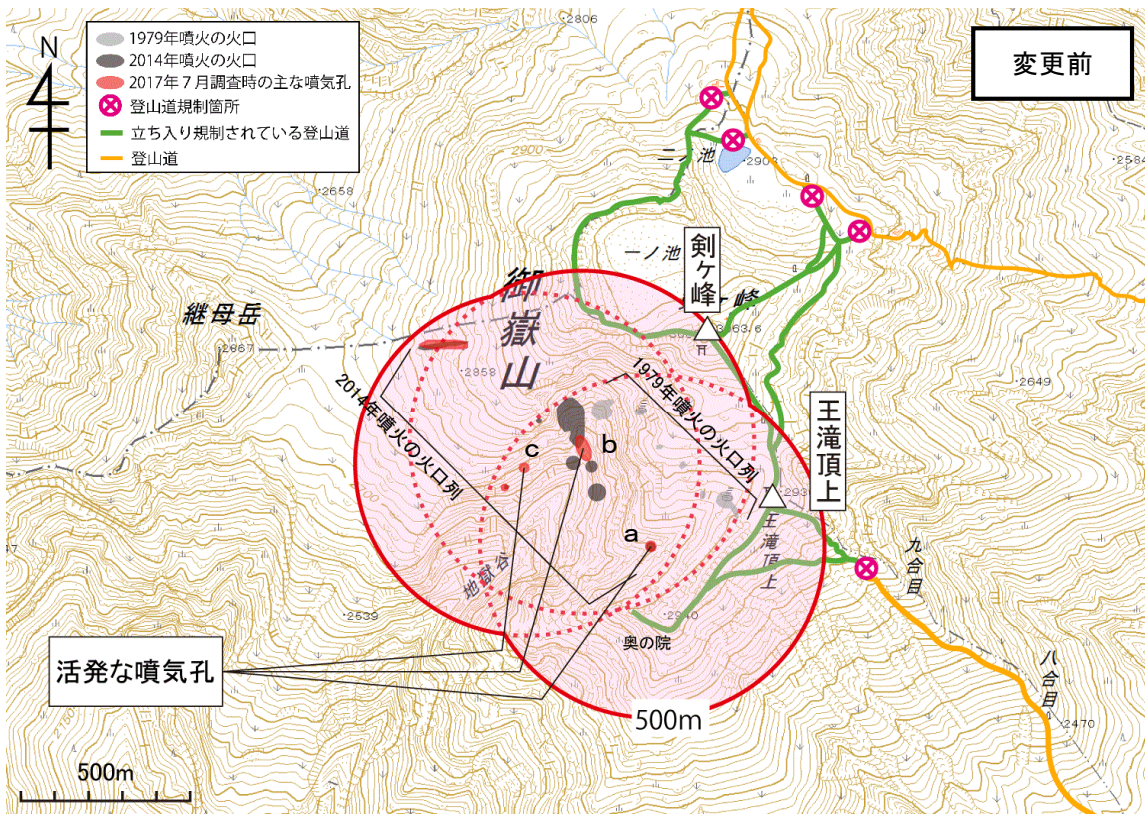 N
1979年噴火の火口
2014年噴火の火口
2017年7月調査時の主な噴気孔
登山道規制箇所
立ち入り規制されている登山道
登山道
変更前
2806
2900
2658
二ノ池
2903
2584
一ノ池
剣ヶ峰
ヶ峰
3063.6
御嶽山
継母岳
2867
2858
2014年噴火の火口列
1979年噴火の火口列
2649
王滝頂上
c
b
a
王滝頂上
地獄谷
2539
2940
奥の院
九合目
八合目
2470
活発な噴気孔
500m
500m